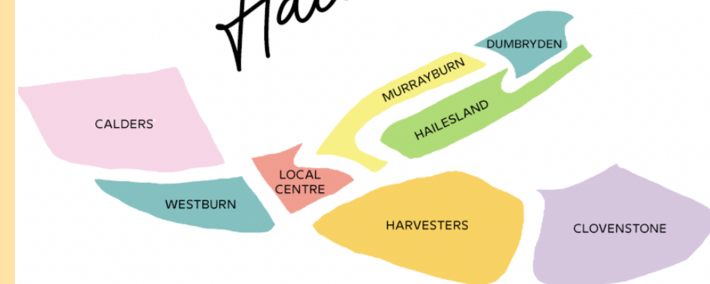 DUMBRYDEN
MURRAYBURN
HAILESLAND
CALDERS
LOCAL
CENTRE
WESTBURN
HARVESTERS
CLOVENSTONE